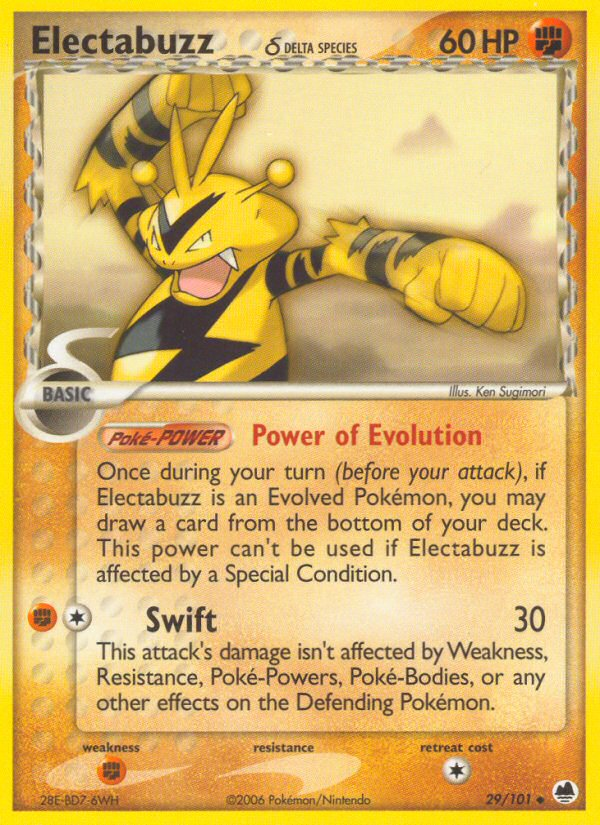 Electabuzz δ DELTA SPECIES 60 HP
Illus. Ken Sugimori
BASIC
Poké-POWER Power of Evolution
Once during your turn (before your attack), if
Electabuzz is an Evolved Pokémon, you may
draw a card from the bottom of your deck.
This power can't be used if Electabuzz is
affected by a Special Condition.
Swift 30
This attack's damage isn't affected by Weakness,
Resistance, Poké-Powers, Poké-Bodies, or any
other effects on the Defending Pokémon.
weakness resistance retreat cost
28E-BD7-6WH ©2006 Pokémon/Nintendo 29/101